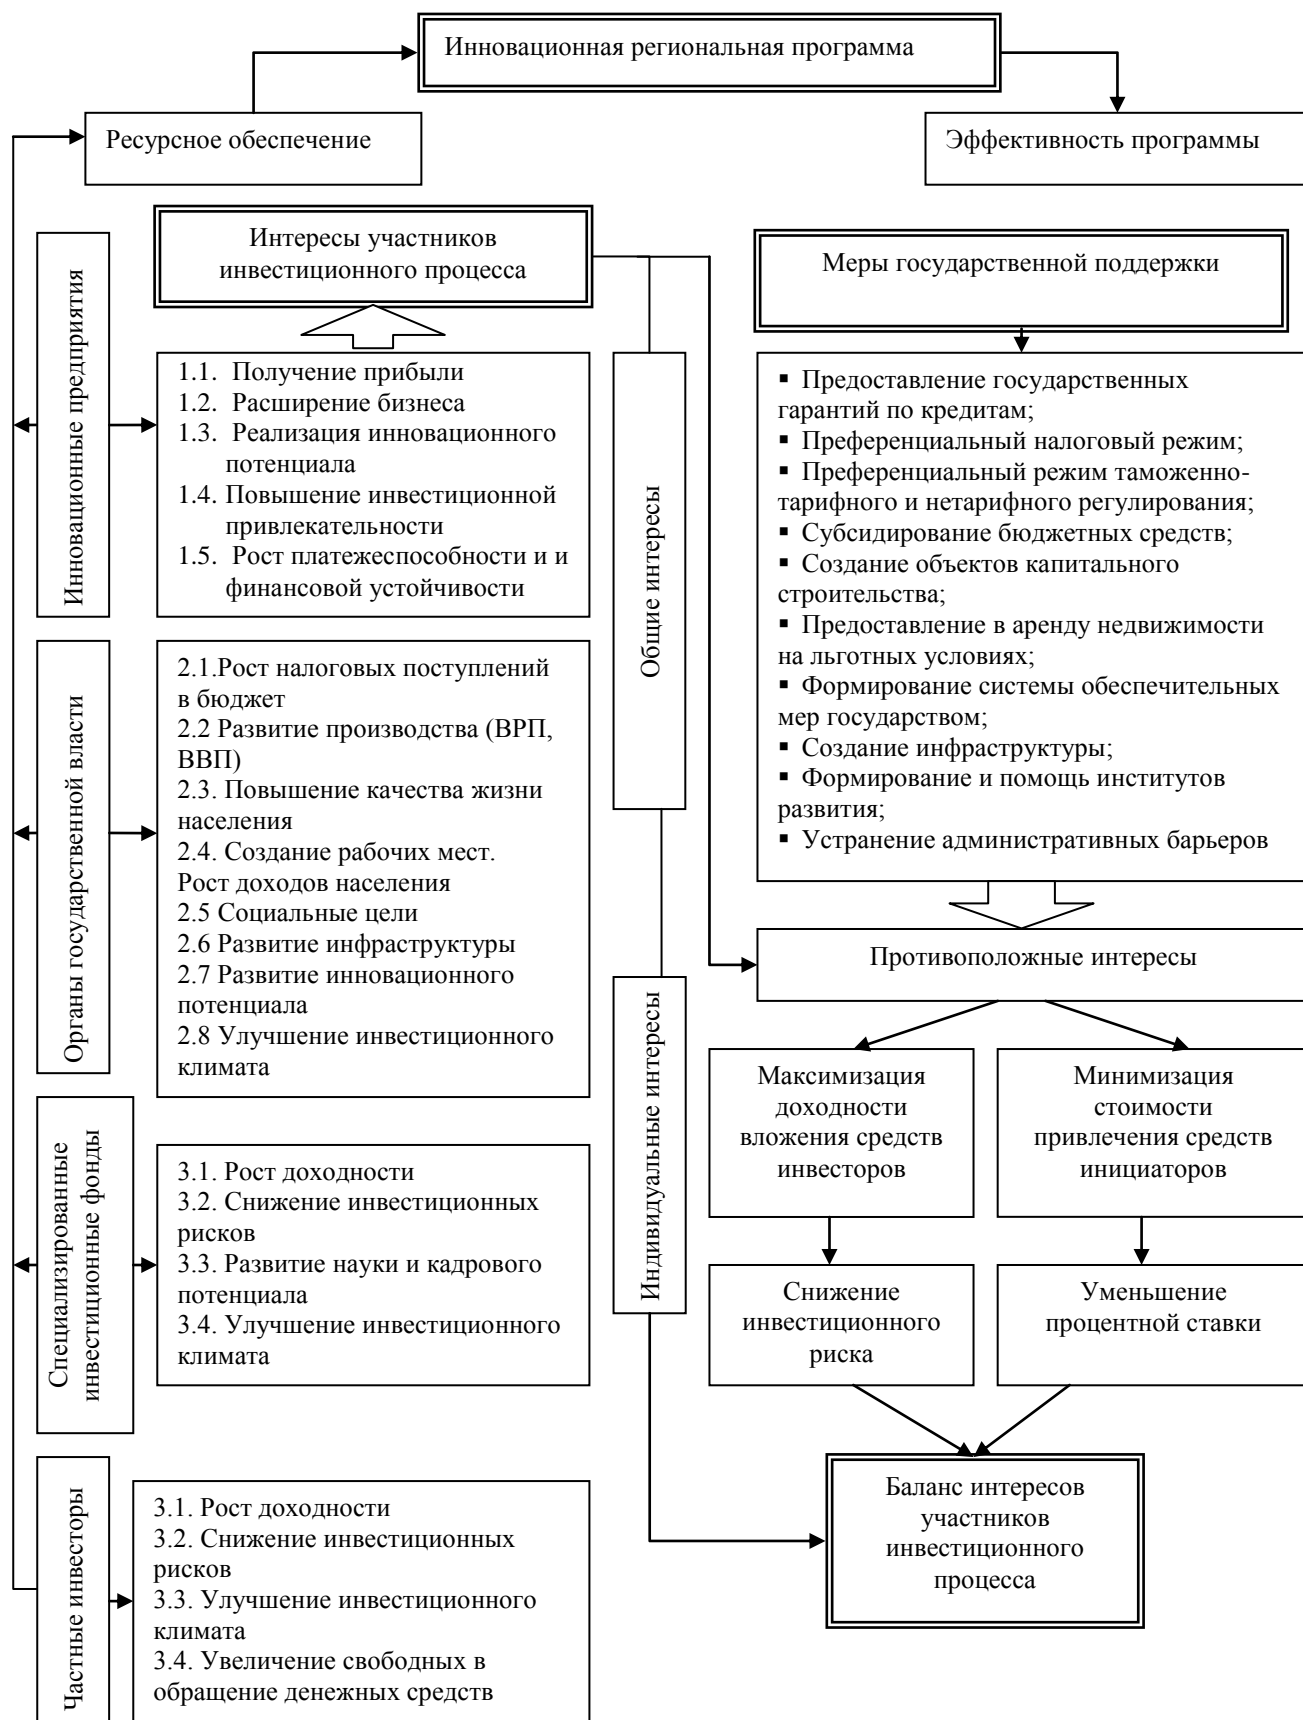 Инновационная региональная программа
Ресурсное обеспечение
Эффективность программы
Интересы участников
инвестиционного процесса
Меры государственной поддержки
Инновационные предприятия
1.1. Получение прибыли
1.2. Расширение бизнеса
1.3. Реализация инновационного
потенциала
1.4. Повышение инвестиционной
привлекательности
1.5. Рост платежеспособности и и
финансовой устойчивости
Органы государственной власти
2.1.Рост налоговых поступлений
в бюджет
2.2 Развитие производства (ВРП,
ВВП)
2.3. Повышение качества жизни
населения
2.4. Создание рабочих мест.
Рост доходов населения
2.5 Социальные цели
2.6 Развитие инфраструктуры
2.7 Развитие инновационного
потенциала
2.8 Улучшение инвестиционного
климата
Специализированные
инвестиционные фонды
3.1. Рост доходности
3.2. Снижение инвестиционных
рисков
3.3. Развитие науки и кадрового
потенциала
3.4. Улучшение инвестиционного
климата
Частные инвесторы
3.1. Рост доходности
3.2. Снижение инвестиционных
рисков
3.3. Улучшение инвестиционного
климата
3.4. Увеличение свободных в
обращение денежных средств
Общие интересы
Индивидуальные интересы
▪ Предоставление государственных
гарантий по кредитам;
▪ Преференциальный налоговый режим;
▪ Преференциальный режим таможенно-
тарифного и нетарифного регулирования;
▪ Субсидирование бюджетных средств;
▪ Создание объектов капитального
строительства;
▪ Предоставление в аренду недвижимости
на льготных условиях;
▪ Формирование системы обеспечительных
мер государством;
▪ Создание инфраструктуры;
▪ Формирование и помощь институтов
развития;
▪ Устранение административных барьеров
Противоположные интересы
Максимизация
доходности
вложения средств
инвесторов
Минимизация
стоимости
привлечения средств
инициаторов
Снижение
инвестиционного
риска
Уменьшение
процентной ставки
Баланс интересов
участников
инвестиционного
процесса